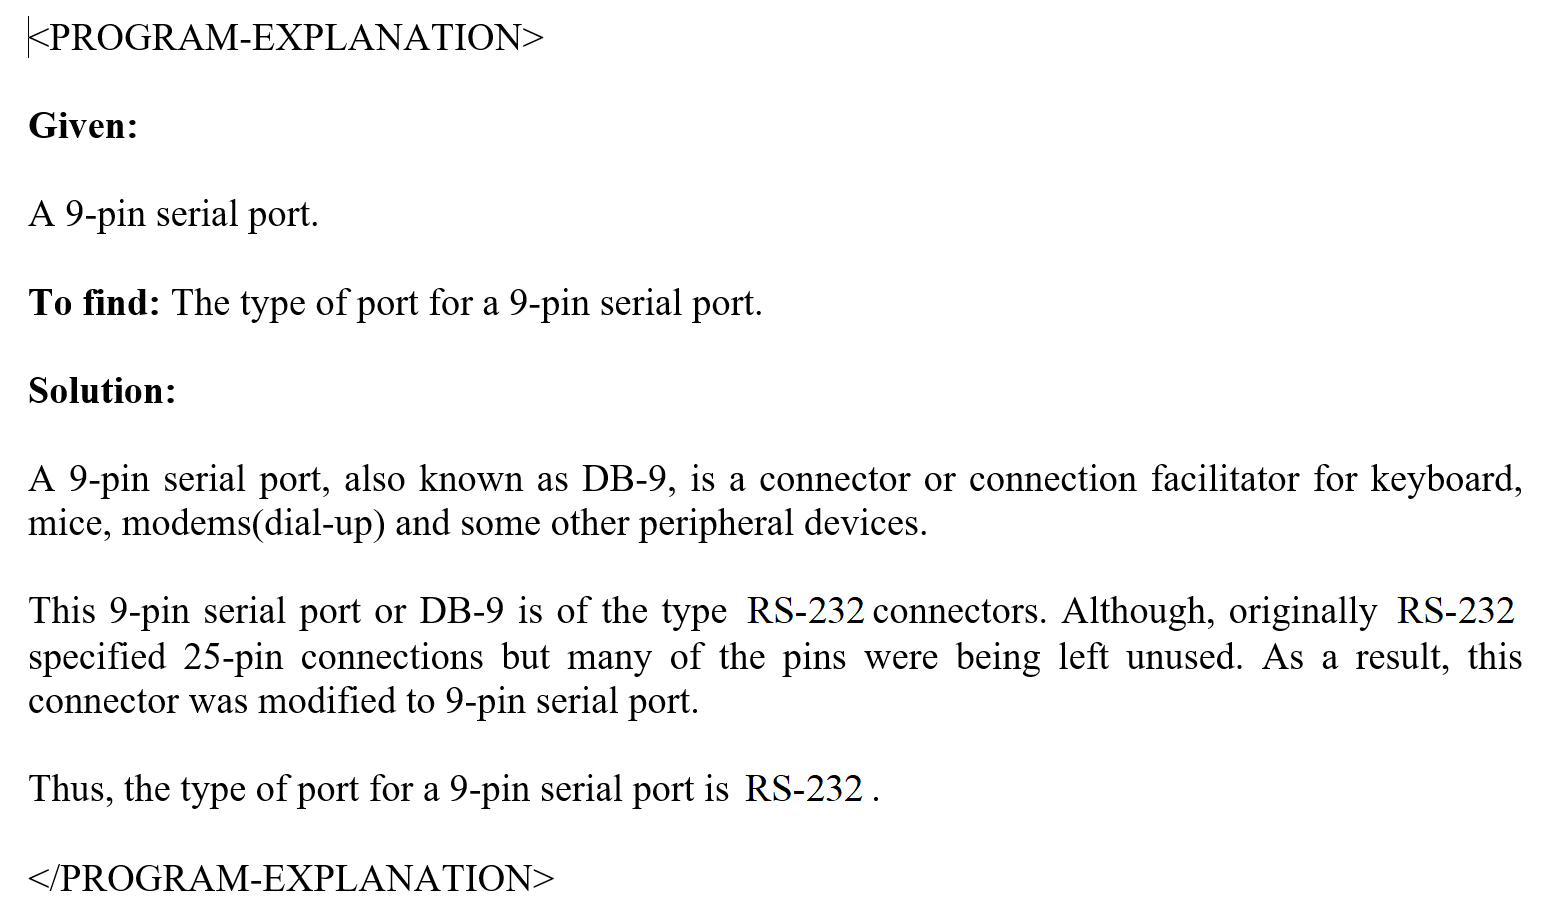 <PROGRAM-EXPLANATION>
Given:
A 9-pin serial port.
To find: The type of port for a 9-pin serial port.
Solution:
A 9-pin serial port, also known as DB-9, is a connector or connection facilitator for keyboard,
mice, modems(dial-up) and some other peripheral devices.
This 9-pin serial port or DB-9 is of the type RS-232 connectors. Although, originally RS-232
specified 25-pin connections but many of the pins were being left unused. As a result, this
connector was modified to 9-pin serial port.
Thus, the type of port for a 9-pin serial port is RS-232 .
</PROGRAM-EXPLANATION>